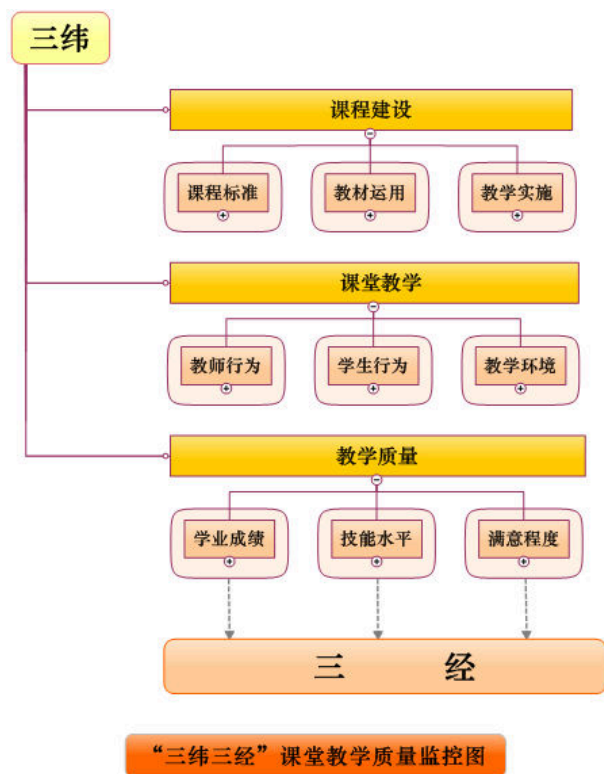 三纬
课程建设
课程标准 教材运用 教学实施
课堂教学
教师行为 学生行为 教学环境
教学质量
学业成绩 技能水平 满意程度
三 经
“三纬三经”课堂教学质量监控图